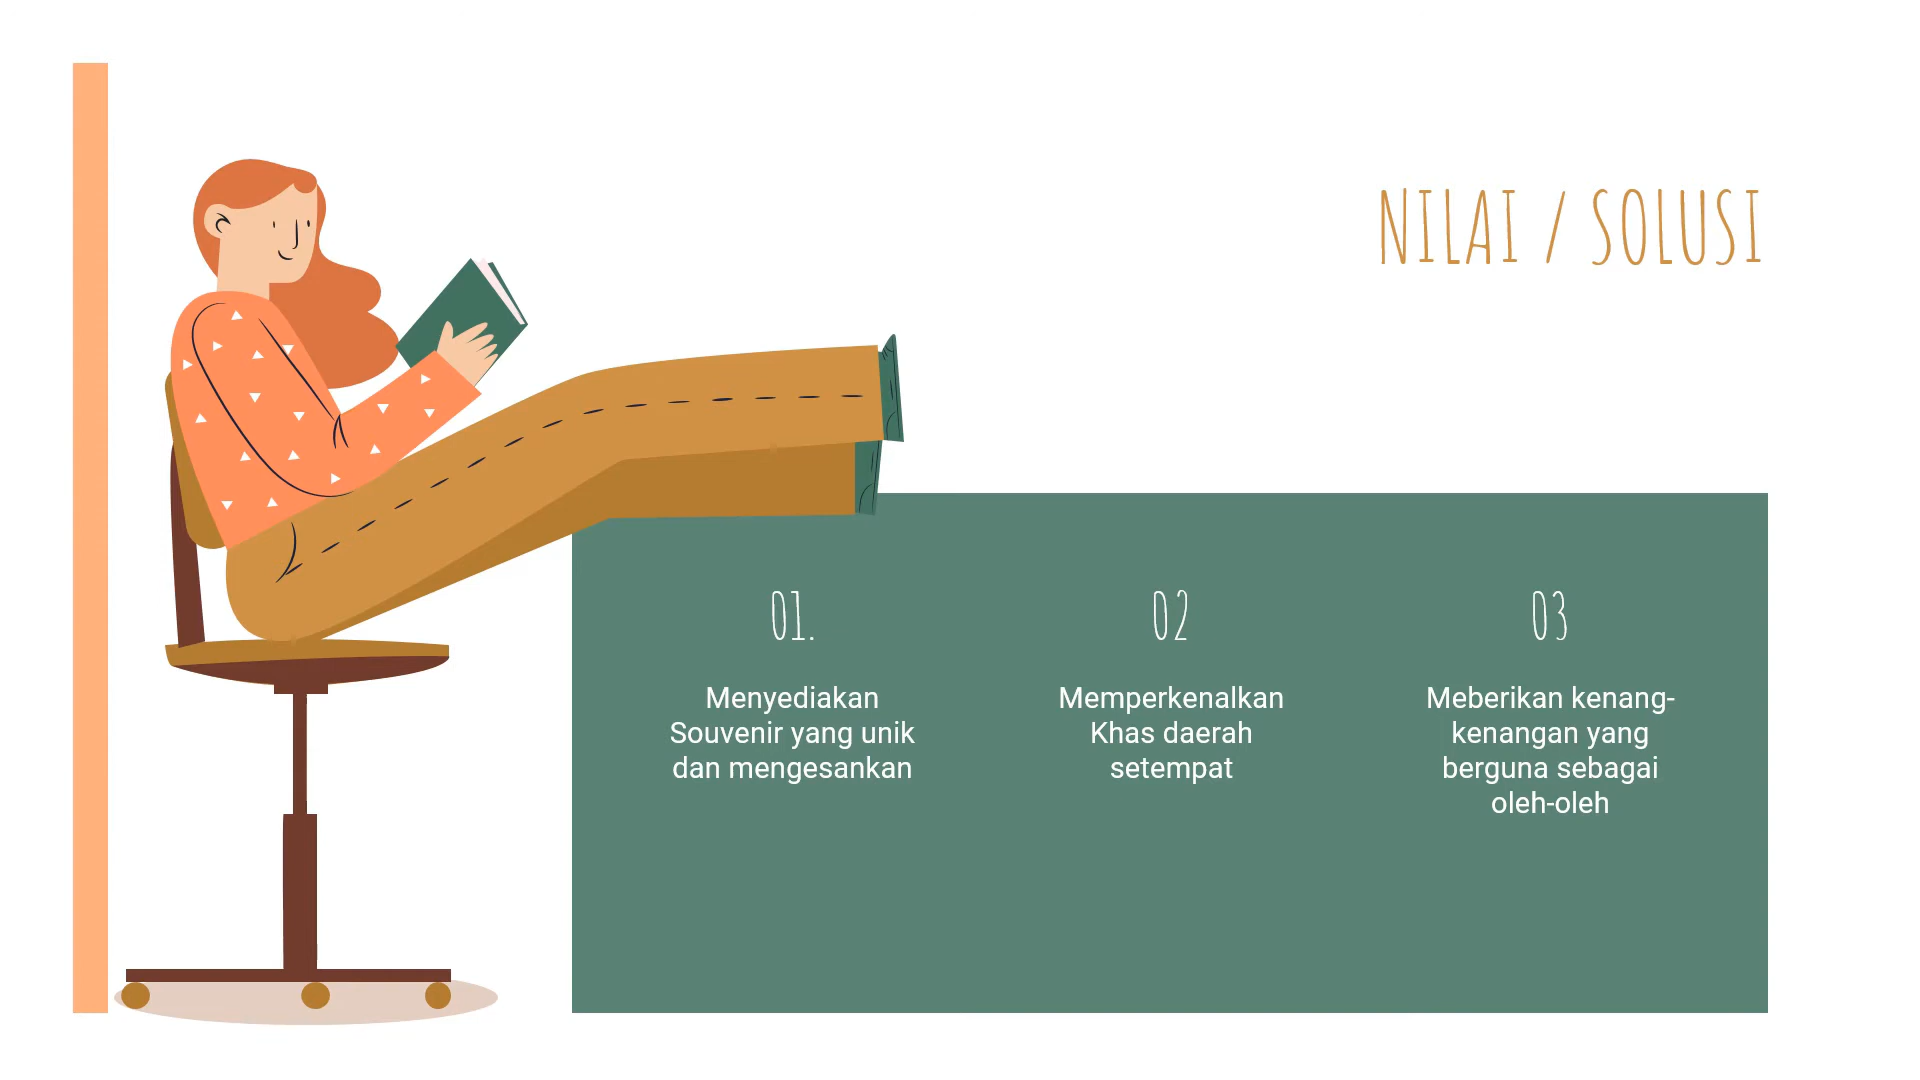 NILAI / SOLUSI
01.
Menyediakan
Souvenir yang unik
dan mengesankan
02
Memperkenalkan
Khas daerah
setempat
03
Meberikan kenang-
kenangan yang
berguna sebagai
oleh-oleh